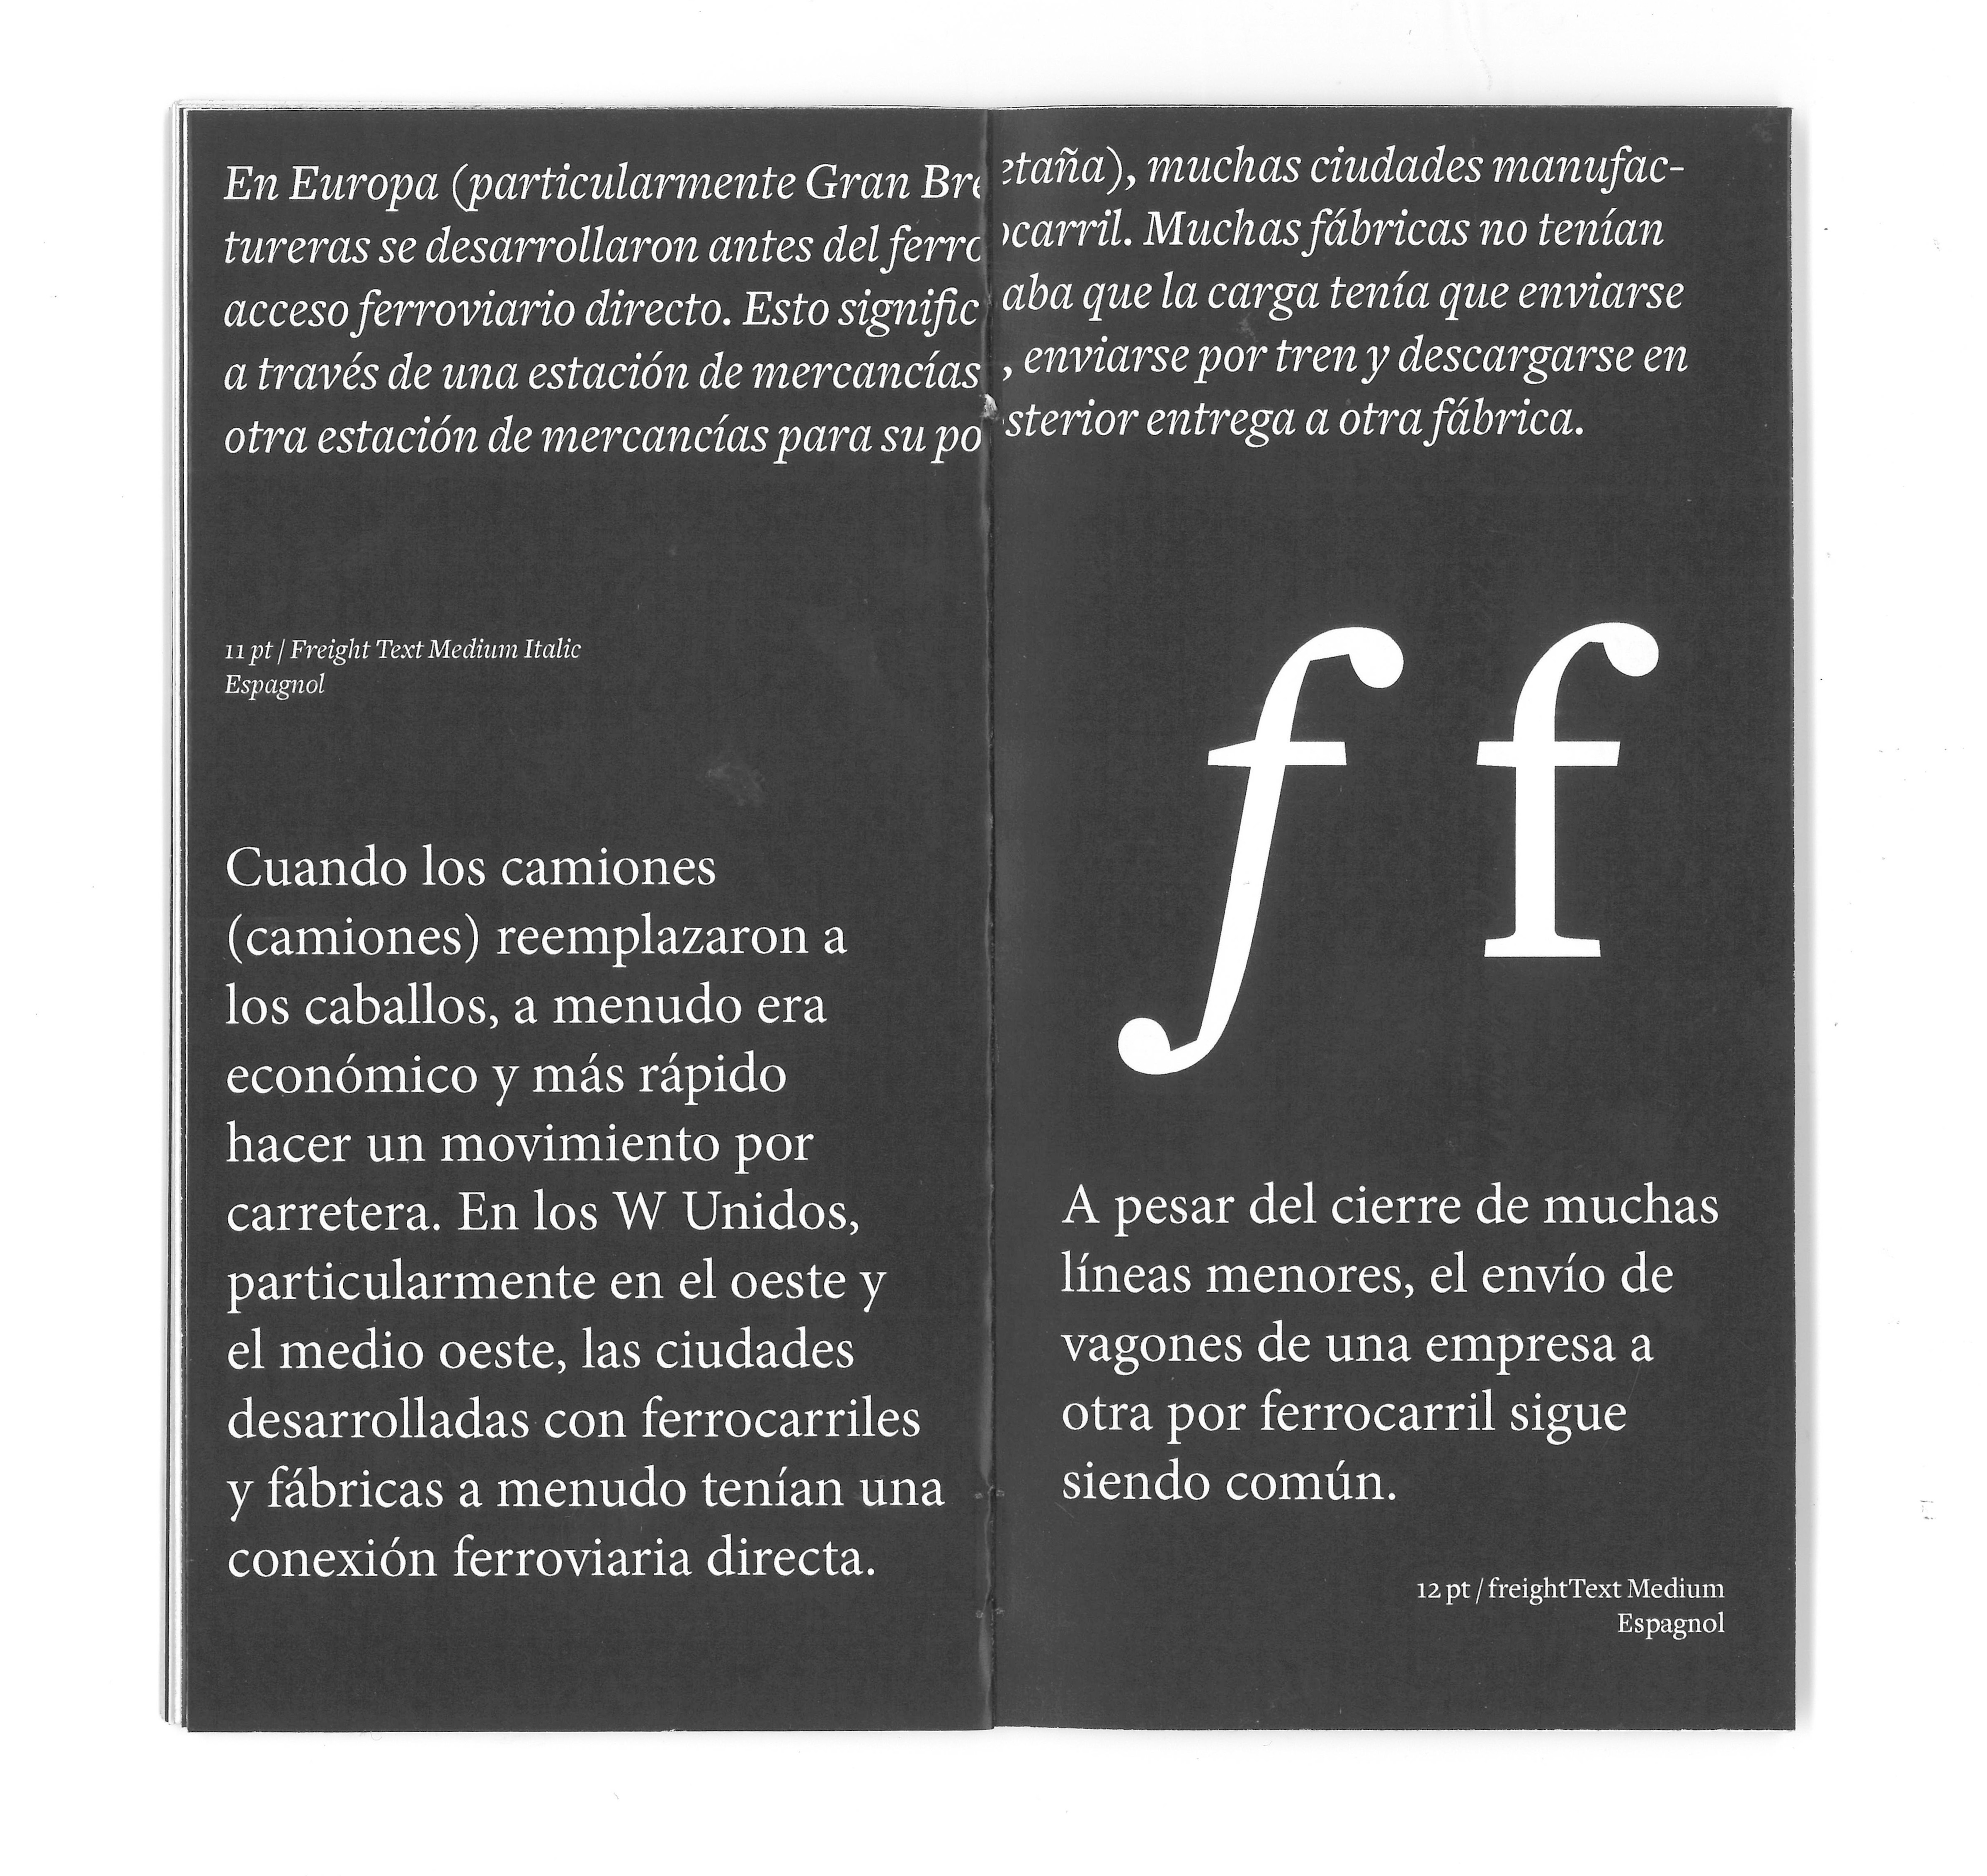 En Europa (particularmente Gran Bretaña), muchas ciudades manufac-
tureras se desarrollaron antes del ferrocarril. Muchas fábricas no tenían
acceso ferroviario directo. Esto significaba que la carga tenía que enviarse
a través de una estación de mercancías, enviarse por tren y descargarse en
otra estación de mercancías para su posterior entrega a otra fábrica.
11 pt / Freight Text Medium Italic
Espagnol
Cuando los camiones
(camiones) reemplazaron a
los caballos, a menudo era
económico y más rápido
hacer un movimiento por
carretera. En los W Unidos,
particularmente en el oeste y
el medio oeste, las ciudades
desarrolladas con ferrocarriles
y fábricas a menudo tenían una
conexión ferroviaria directa.
f f
A pesar del cierre de muchas
líneas menores, el envío de
vagones de una empresa a
otra por ferrocarril sigue
siendo común.
12 pt / freightText Medium
Espagnol